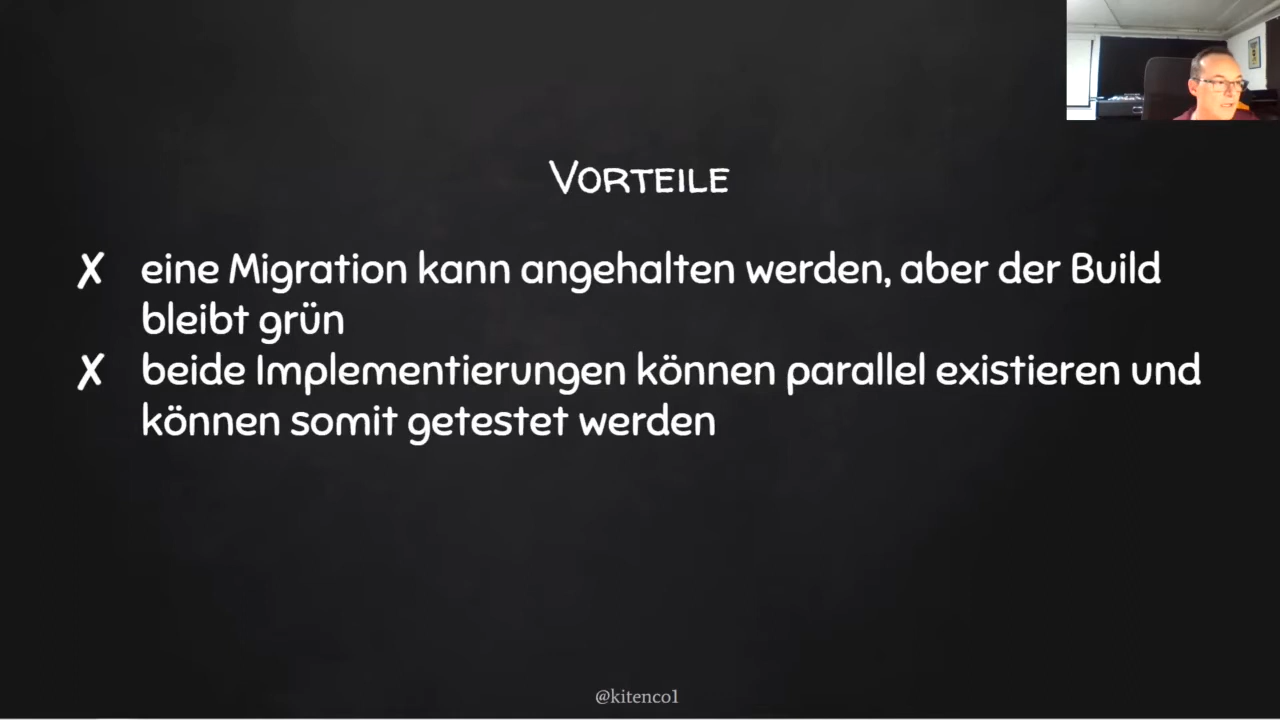 Vorteile
✗ eine Migration kann angehalten werden, aber der Build
bleibt grün
✗ beide Implementierungen können parallel existieren und
können somit getestet werden
@kitenco1